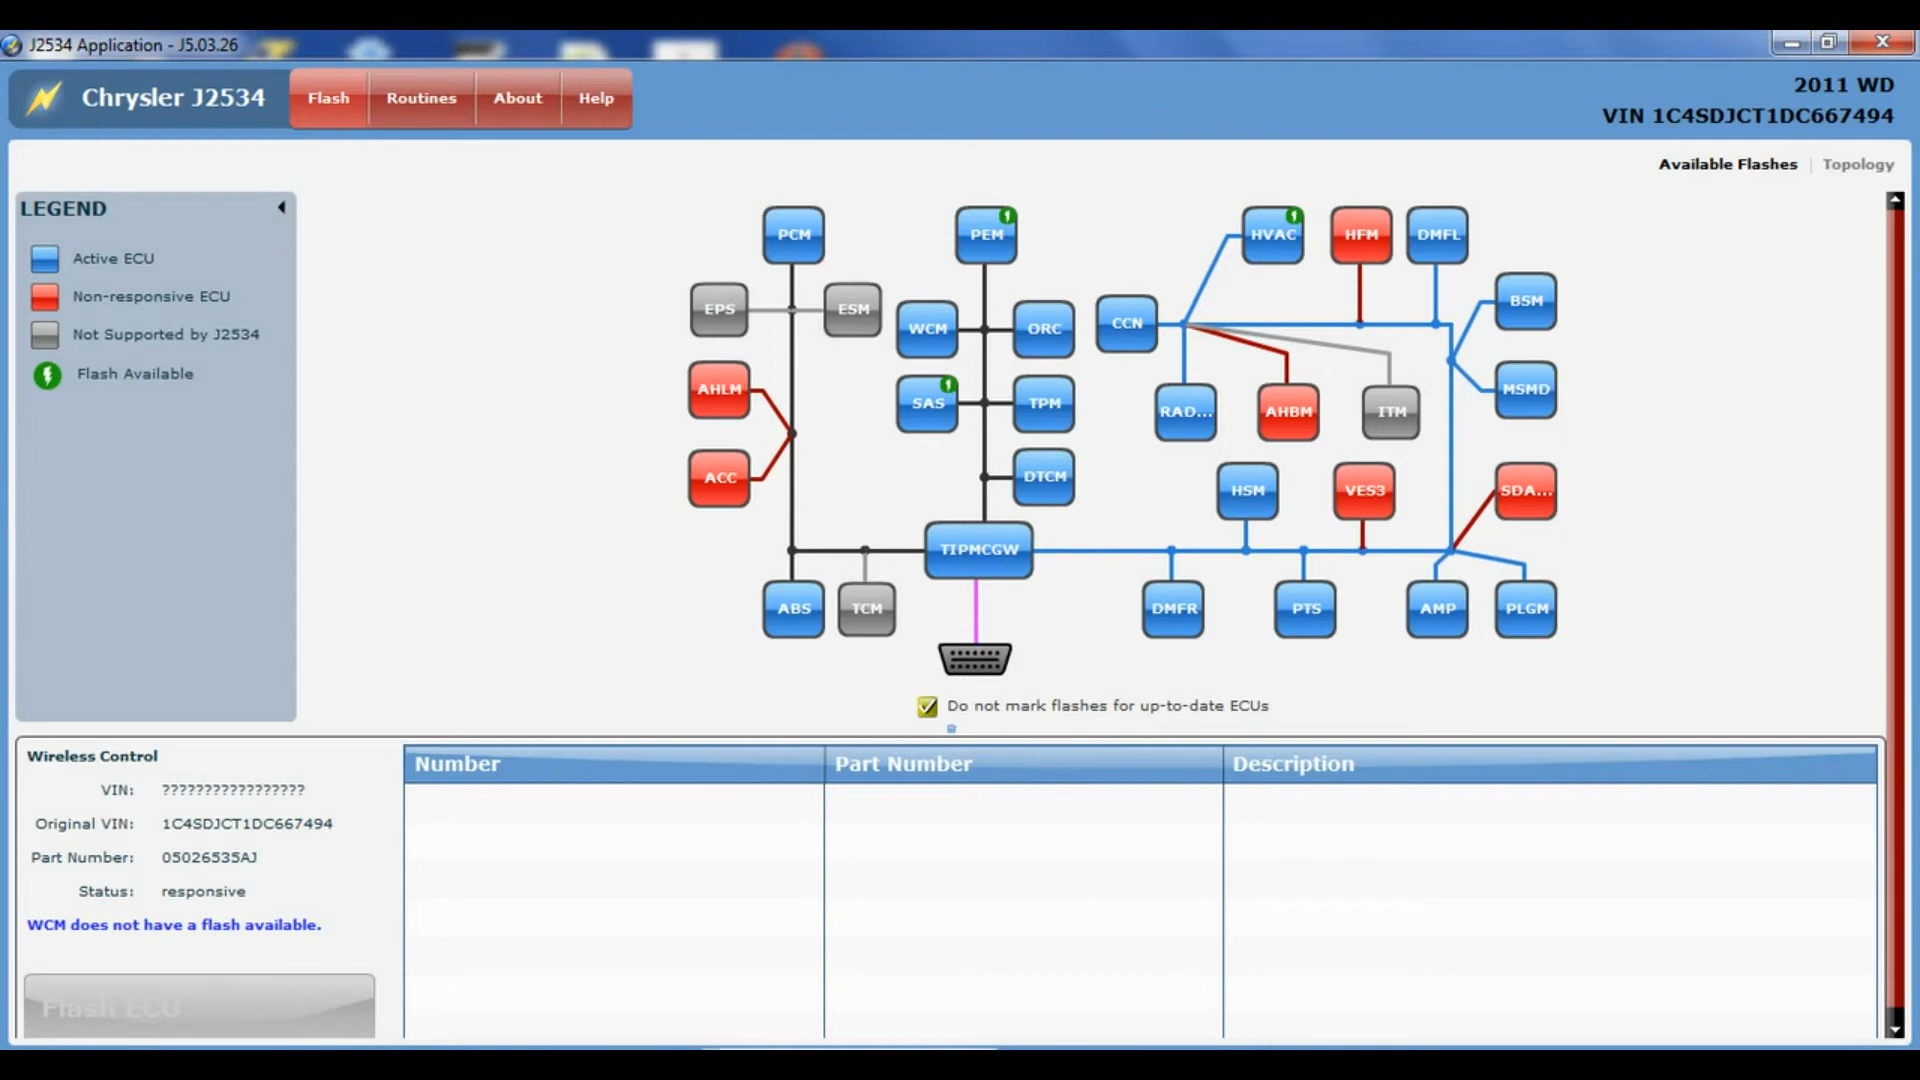 J2534 Application - J5.03.26
Chrysler J2534
Flash
Routines
About
Help
2011 WD
VIN 1C4SDJCT1DC667494
Available Flashes
Topology
LEGEND
Active ECU
Non-responsive ECU
Not Supported by J2534
Flash Available
PCM
PEM
HVAC
HFM
DMFL
EPS
ESM
WCM
ORC
CCN
BSM
AHLM
SAS
TPM
RAD...
AHBM
ITM
MSMD
ACC
DTCM
HSM
VES3
SDA...
TIPMCGW
ABS
TCM
DMFR
PTS
AMP
PLGM
Do not mark flashes for up-to-date ECUs
Wireless Control
VIN: ?????????????????
Original VIN: 1C4SDJCT1DC667494
Part Number: 05026535AJ
Status: responsive
WCM does not have a flash available.
Flash ECU
Number
Part Number
Description